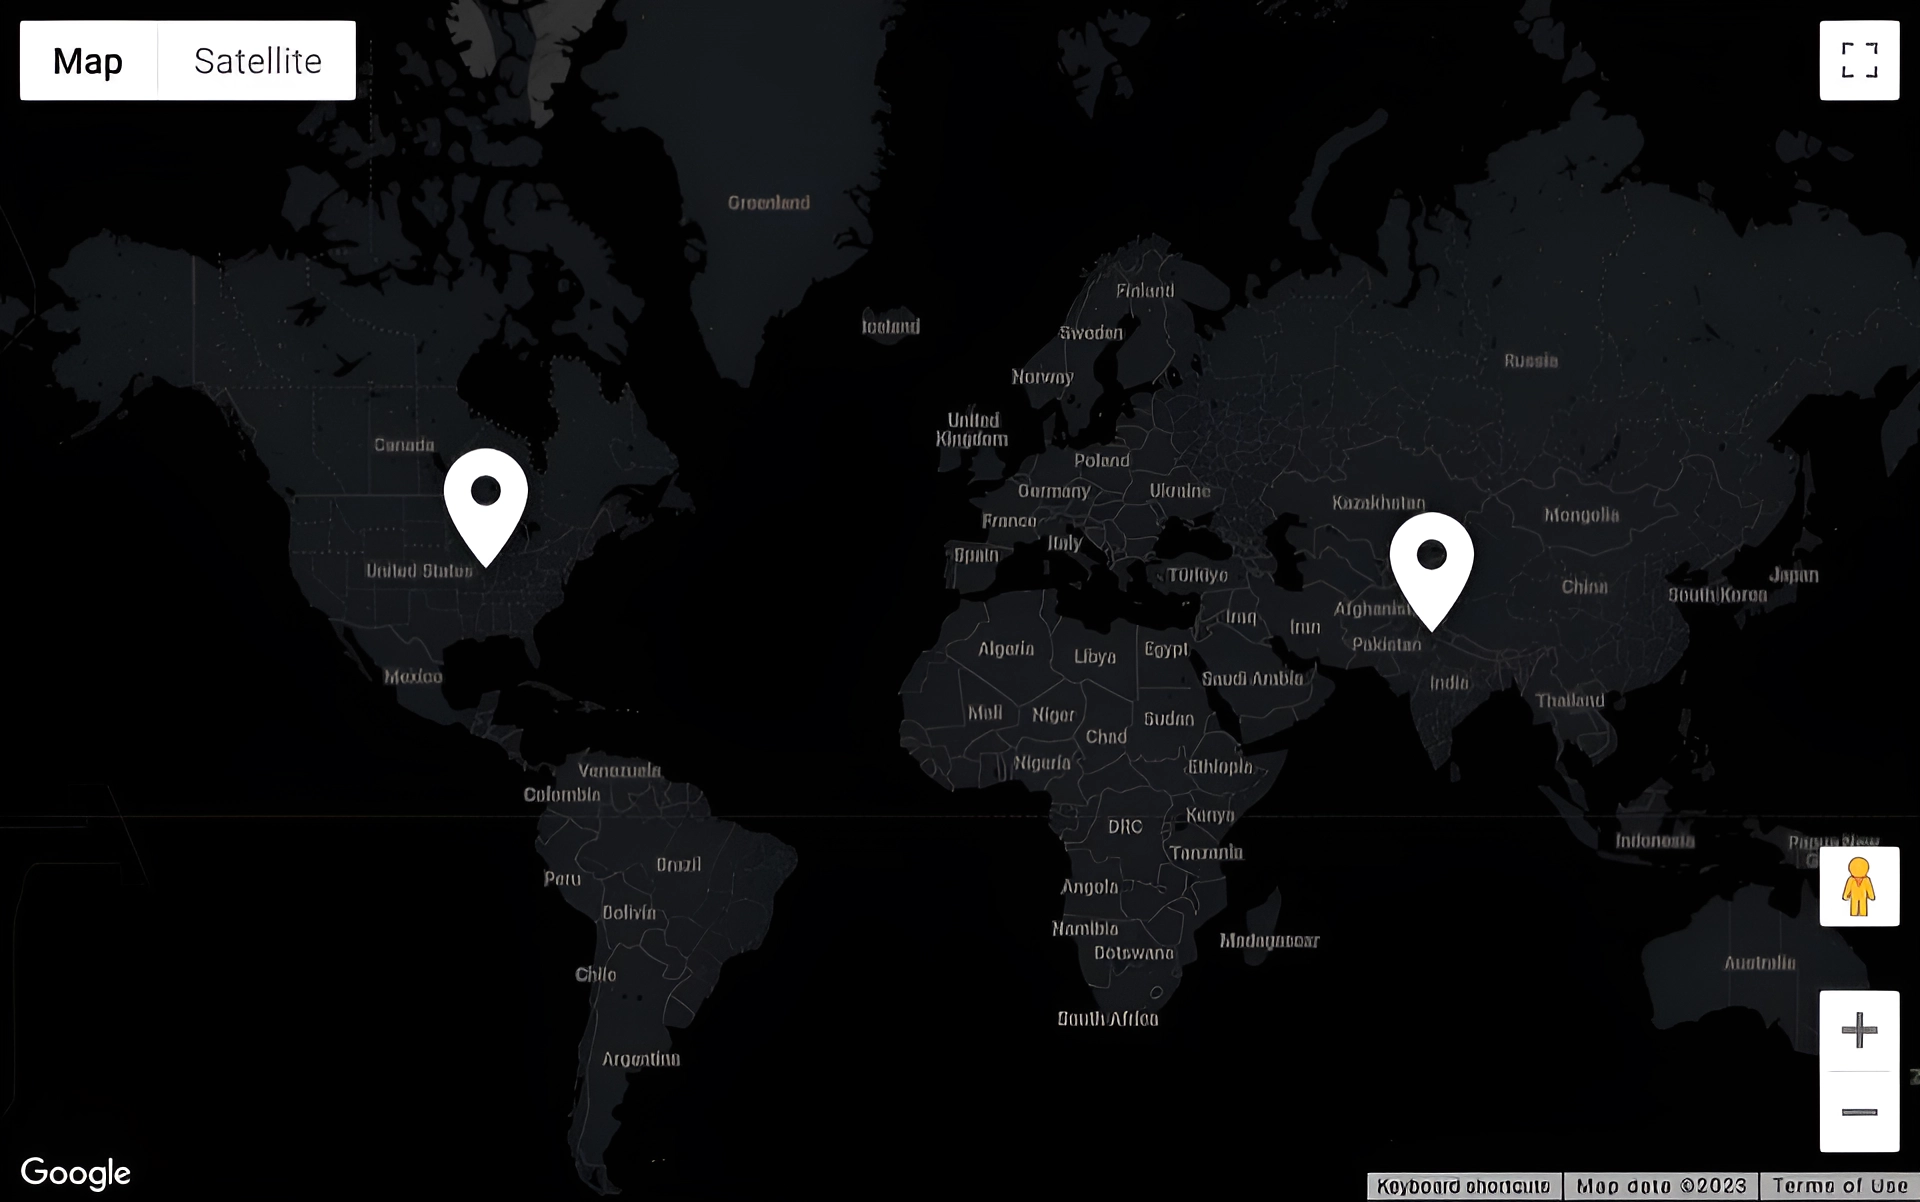 Map
Satellite
Greenland
Finland
Iceland
Sweden
Russia
Norway
United
Kingdom
Canada
Poland
Germany
Ukraine
Kazakhstan
Mongolia
France
Italy
Spain
United States
Türkiye
China
Japan
South Korea
Afghanist
Iraq
Iran
Pakistan
Algeria
Libya
Egypt
Mexico
Saudi Arabia
India
Thailand
Mali
Niger
Sudan
Chad
Nigeria
Ethiopia
Venezuela
Colombia
Kenya
DRC
Indonesia
Papua New
G
Tanzania
Brazil
Peru
Angola
Bolivia
Namibia
Madagascar
Botswana
Australia
Chile
South Africa
Argentina
Google
Keyboard shortcuts
Map data ©2023
Terms of Use